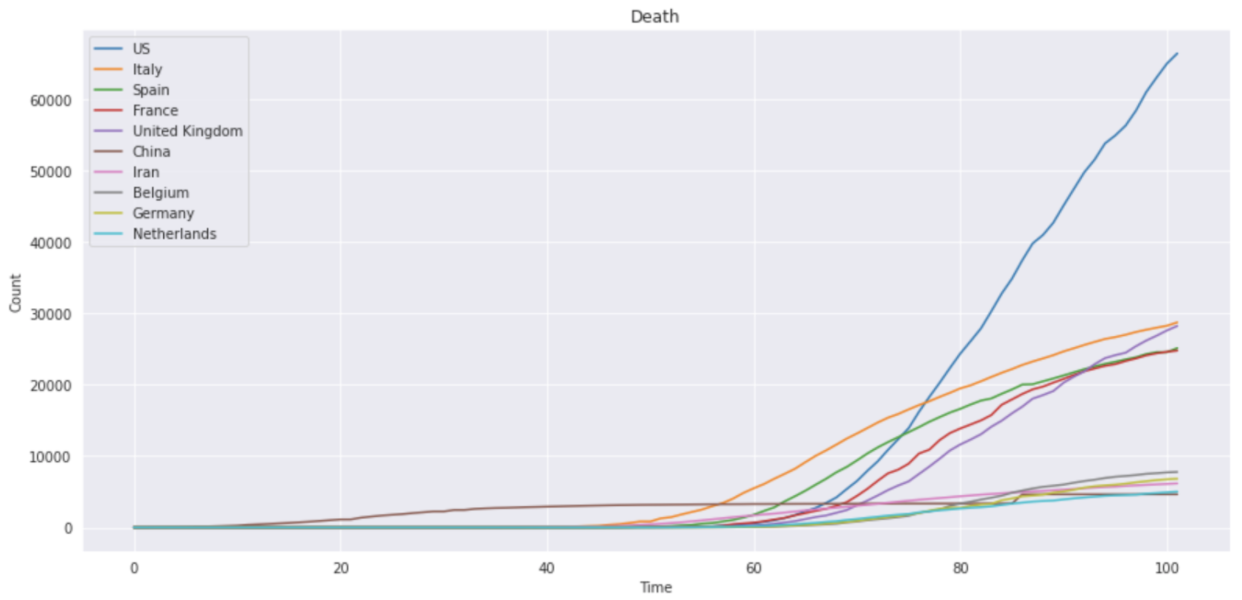 Death
US
Italy
Spain
France
United Kingdom
China
Iran
Belgium
Germany
Netherlands
60000
50000
40000
30000
20000
10000
0
Count
0 20 40 60 80 100
Time